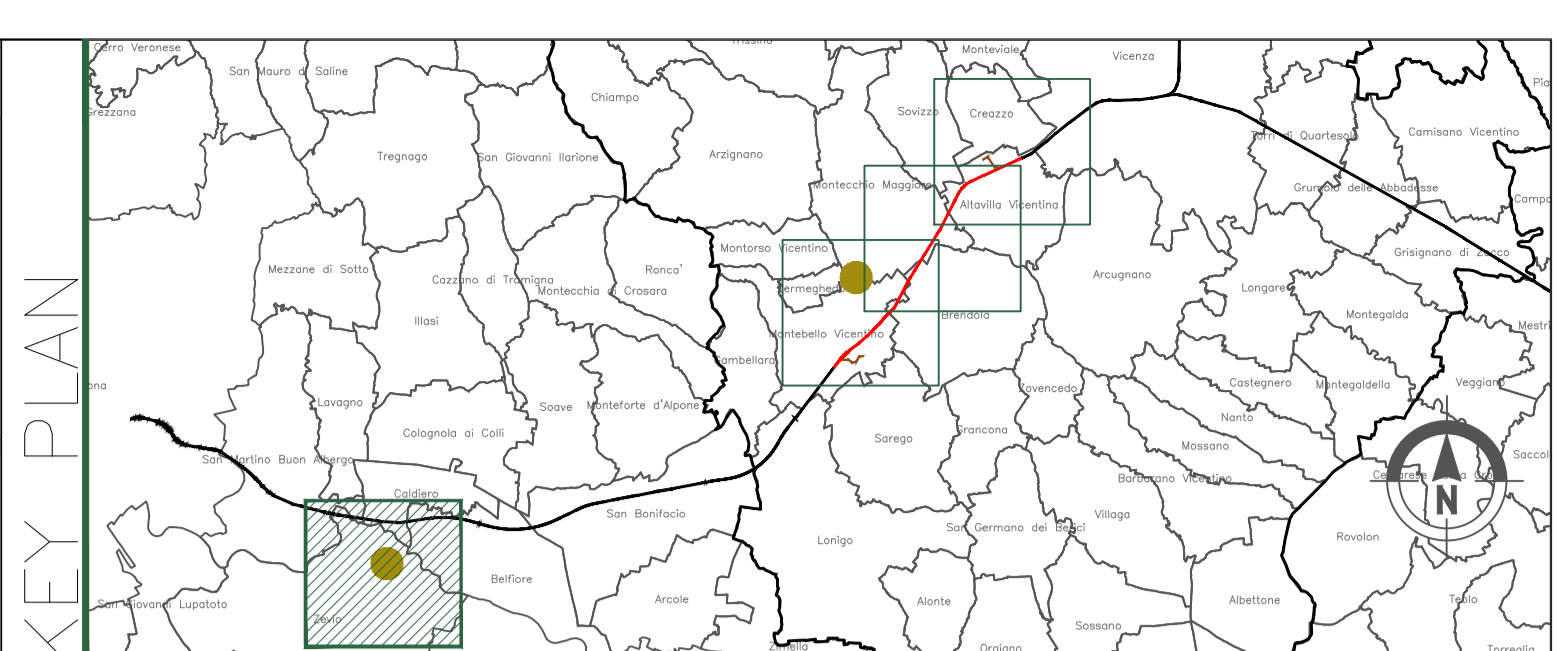 KEY PLAN
Cerro Veronese
Monteviale
Vicenza
San Mauro di Saline
Chiampo
Grezzana
Sovizzo
Creazzo
Torri di Quartesolo
Camisano Vicentino
Tregnago
San Giovanni Ilarione
Arzignano
Montecchio Maggiore
Grumolo delle Abbadesse
Altavilla Vicentina
Montorso Vicentino
Grisignano di Zocco
Mezzane di Sotto
Ronca'
Arcugnano
Cazzano di Tramigna
Montecchia di Crosara
Longare
Brendola
Montegalda
Illasi
Montebello Vicentino
Gambellara
Castegnero
Montegaldella
Veggiano
Zovencedo
Lavagno
Soave
Monteforte d'Alpone
Nanto
Colognola ai Colli
Sarego
Grancona
Mossano
San Martino Buon Albergo
Barbarano Vicentino
Caldiero
San Bonifacio
Villaga
N
San Germano dei Berici
Lonigo
Rovolon
Belfiore
San Giovanni Lupatoto
Arcole
Alonte
Albettone
Teolo
Zevio
Sossano